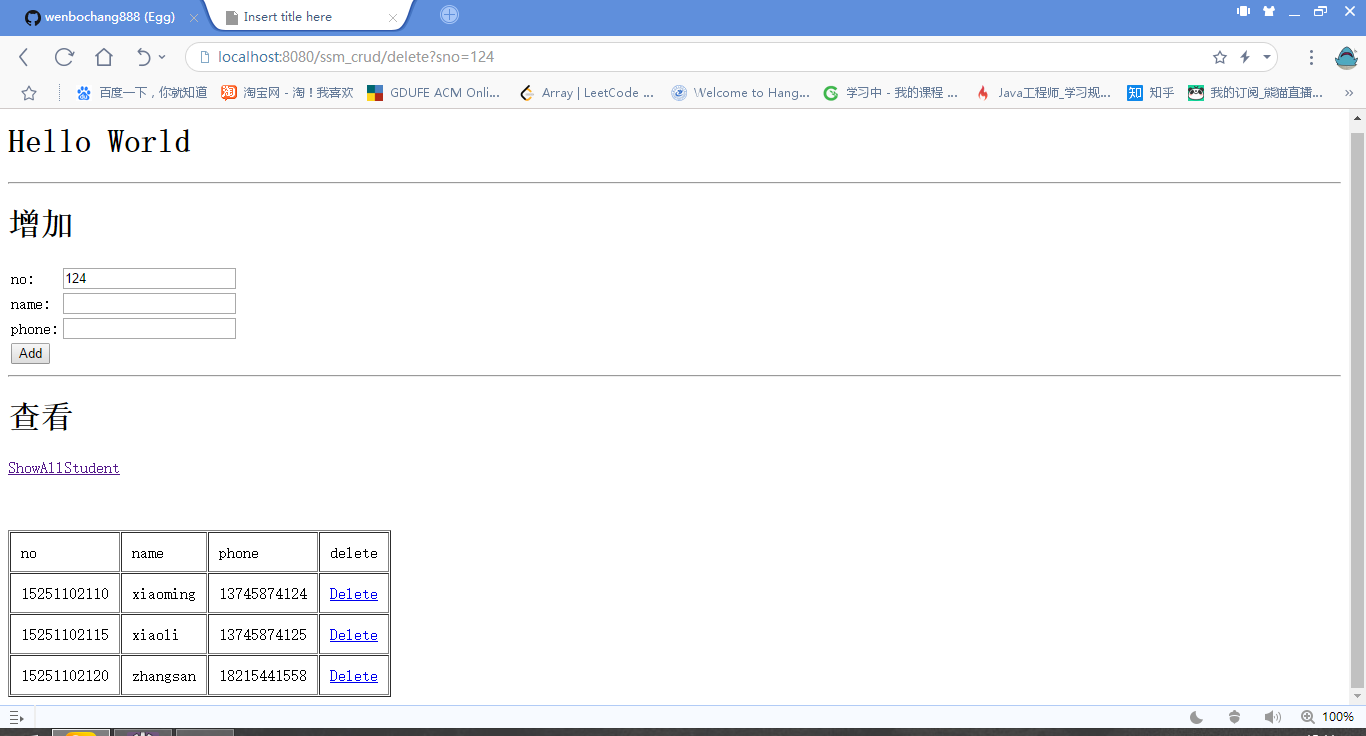 wenbochang888 (Egg)
Insert title here
localhost:8080/ssm_crud/delete?sno=124
百度一下，你就知道
淘宝网 - 淘！我喜欢
GDUFE ACM Onli...
Array | LeetCode ...
Welcome to Hang...
学习中 - 我的课程 ...
Java工程师_学习规...
知乎
我的订阅_熊猫直播...
Hello World
增加
no: 124
name:
phone:
Add
查看
ShowAllStudent
no name phone delete
15251102110 xiaoming 13745874124 Delete
15251102115 xiaoli 13745874125 Delete
15251102120 zhangsan 18215441558 Delete
100%